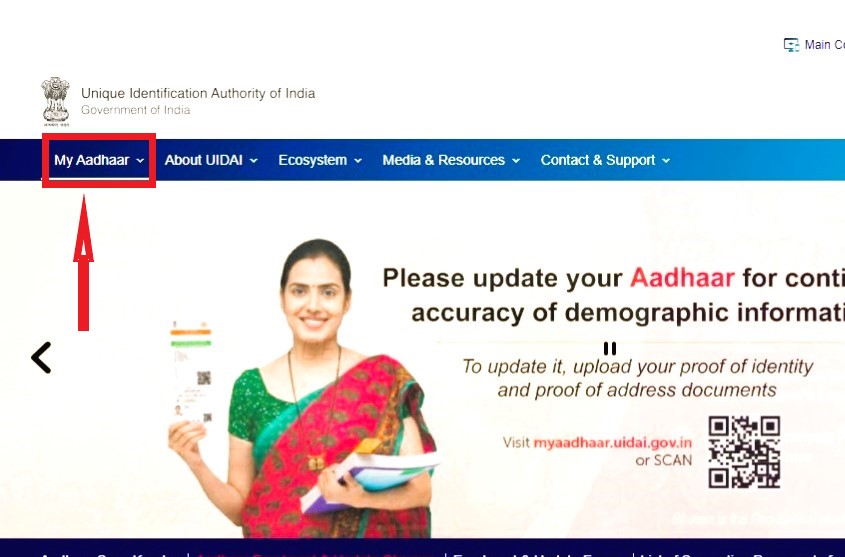 Main Co
Unique Identification Authority of India
Government of India
My Aadhaar
About UIDAI
Ecosystem
Media & Resources
Contact & Support
Please update your Aadhaar for conti
accuracy of demographic informati
To update it, upload your proof of identity
and proof of address documents
Visit myaadhaar.uidai.gov.in
or SCAN